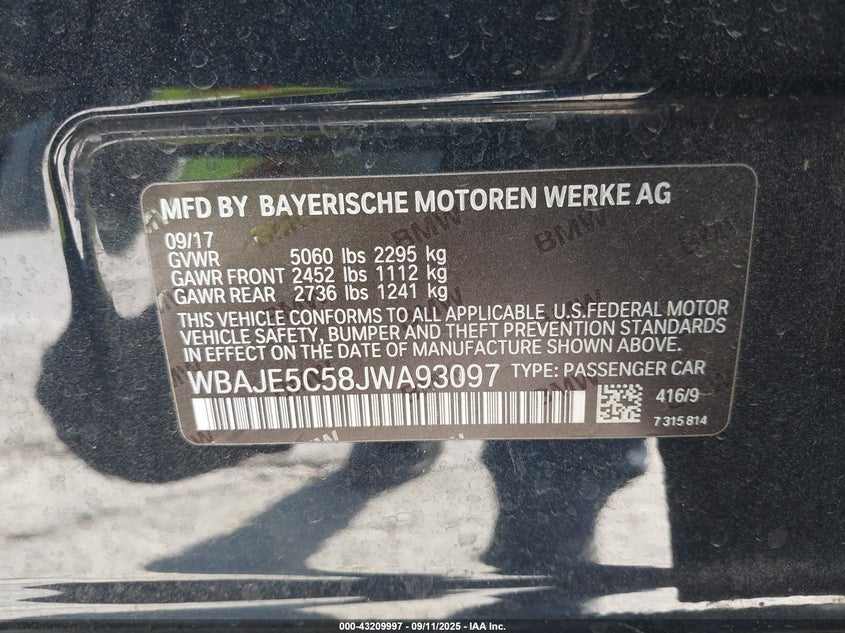 MFD BY BAYERISCHE MOTOREN WERKE AG
09/17
GVWR 5060 lbs 2295 kg
GAWR FRONT 2452 lbs 1112 kg
GAWR REAR 2736 lbs 1241 kg
THIS VEHICLE CONFORMS TO ALL APPLICABLE U.S.FEDERAL MOTOR
VEHICLE SAFETY, BUMPER AND THEFT PREVENTION STANDARDS
IN EFFECT ON THE DATE OF MANUFACTURE SHOWN ABOVE.
WBAJE5C58JWA93097 TYPE: PASSENGER CAR
416/9
7 315 814
BMW
000-43209997 - 09/11/2025 - IAA Inc.